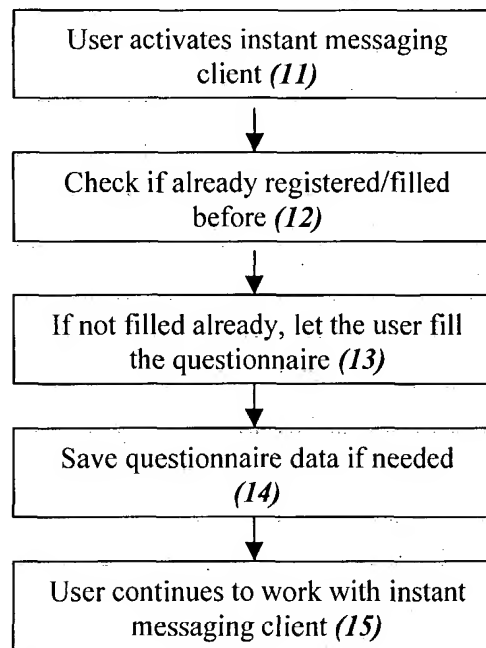 User activates instant messaging
client (11)
Check if already registered/filled
before (12)
If not filled already, let the user fill
the questionnaire (13)
Save questionnaire data if needed
(14)
User continues to work with instant
messaging client (15)